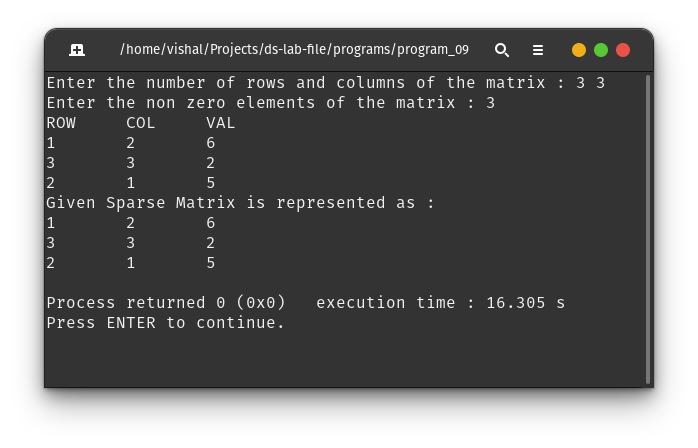 /home/vishal/Projects/ds-lab-file/programs/program_09
Enter the number of rows and columns of the matrix : 3 3
Enter the non zero elements of the matrix : 3
ROW     COL     VAL
1       2       6
3       3       2
2       1       5
Given Sparse Matrix is represented as :
1       2       6
3       3       2
2       1       5
Process returned 0 (0x0)   execution time : 16.305 s
Press ENTER to continue.